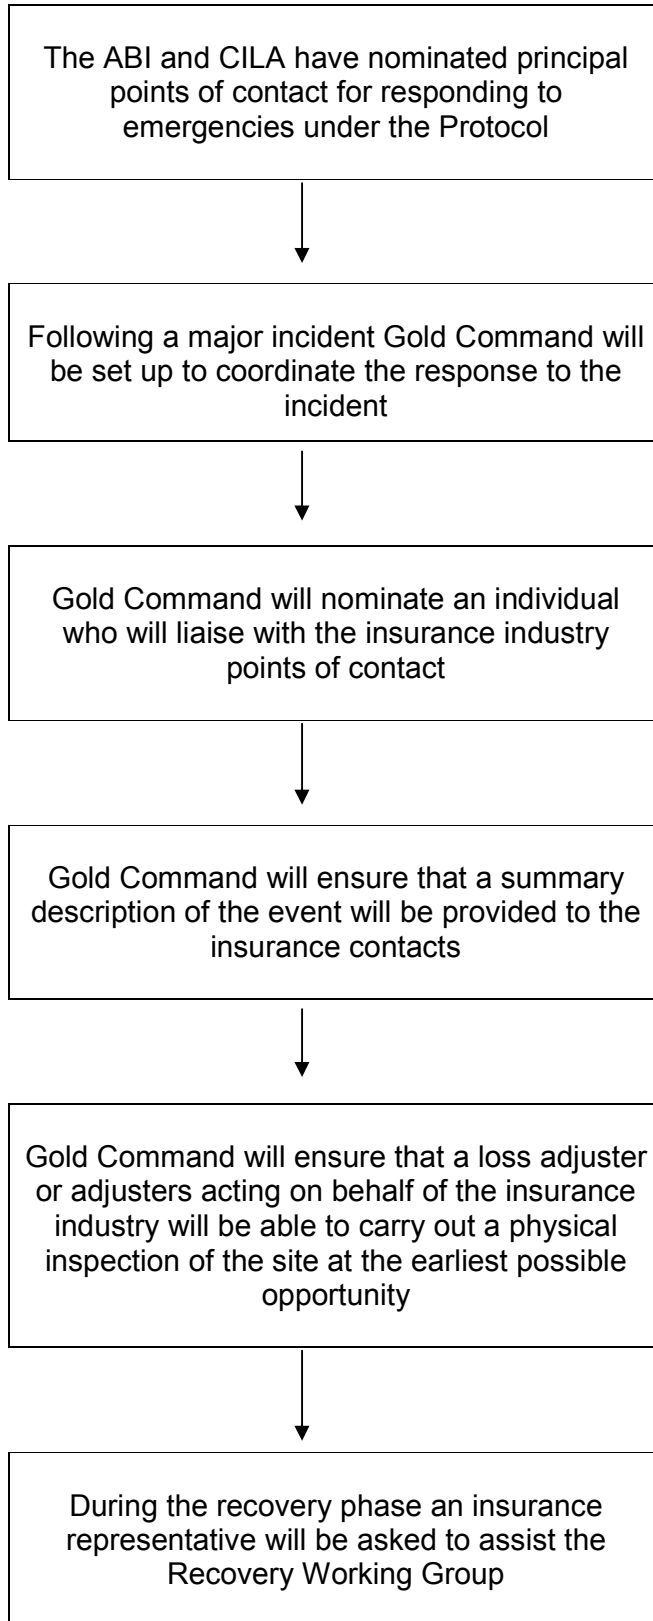 The ABI and CILA have nominated principal
points of contact for responding to
emergencies under the Protocol
Following a major incident Gold Command will
be set up to coordinate the response to the
incident
Gold Command will nominate an individual
who will liaise with the insurance industry
points of contact
Gold Command will ensure that a summary
description of the event will be provided to the
insurance contacts
Gold Command will ensure that a loss adjuster
or adjusters acting on behalf of the insurance
industry will be able to carry out a physical
inspection of the site at the earliest possible
opportunity
During the recovery phase an insurance
representative will be asked to assist the
Recovery Working Group